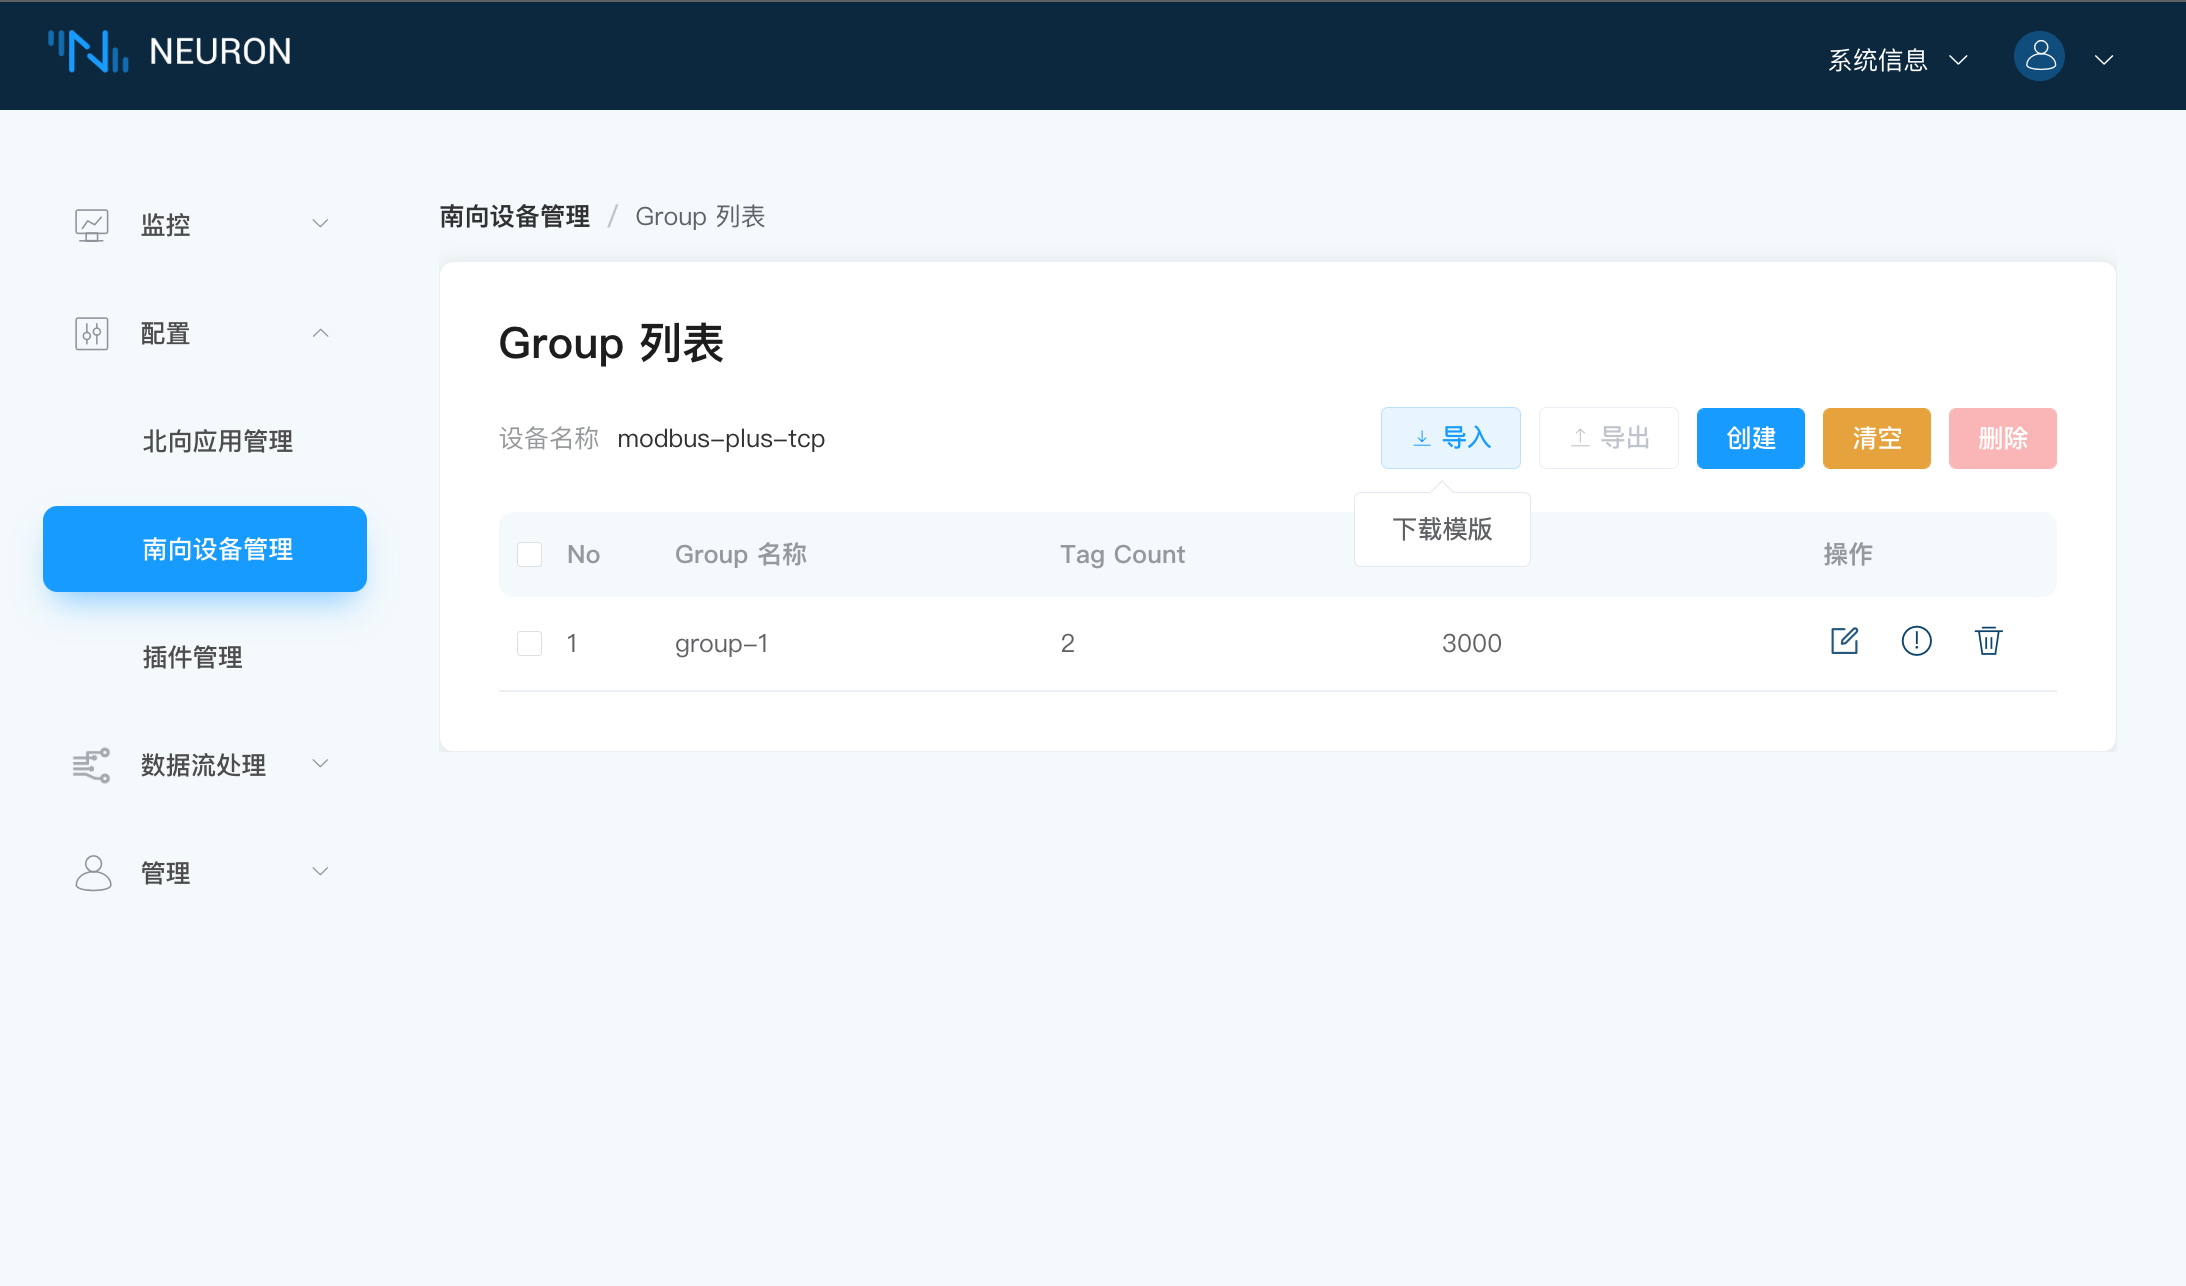 NEURON
系统信息
监控
配置
北向应用管理
南向设备管理
插件管理
数据流处理
管理
南向设备管理 / Group 列表
Group 列表
设备名称 modbus-plus-tcp
导入 导出 创建 清空 删除
下载模版
No Group 名称 Tag Count 操作
1 group-1 2 3000